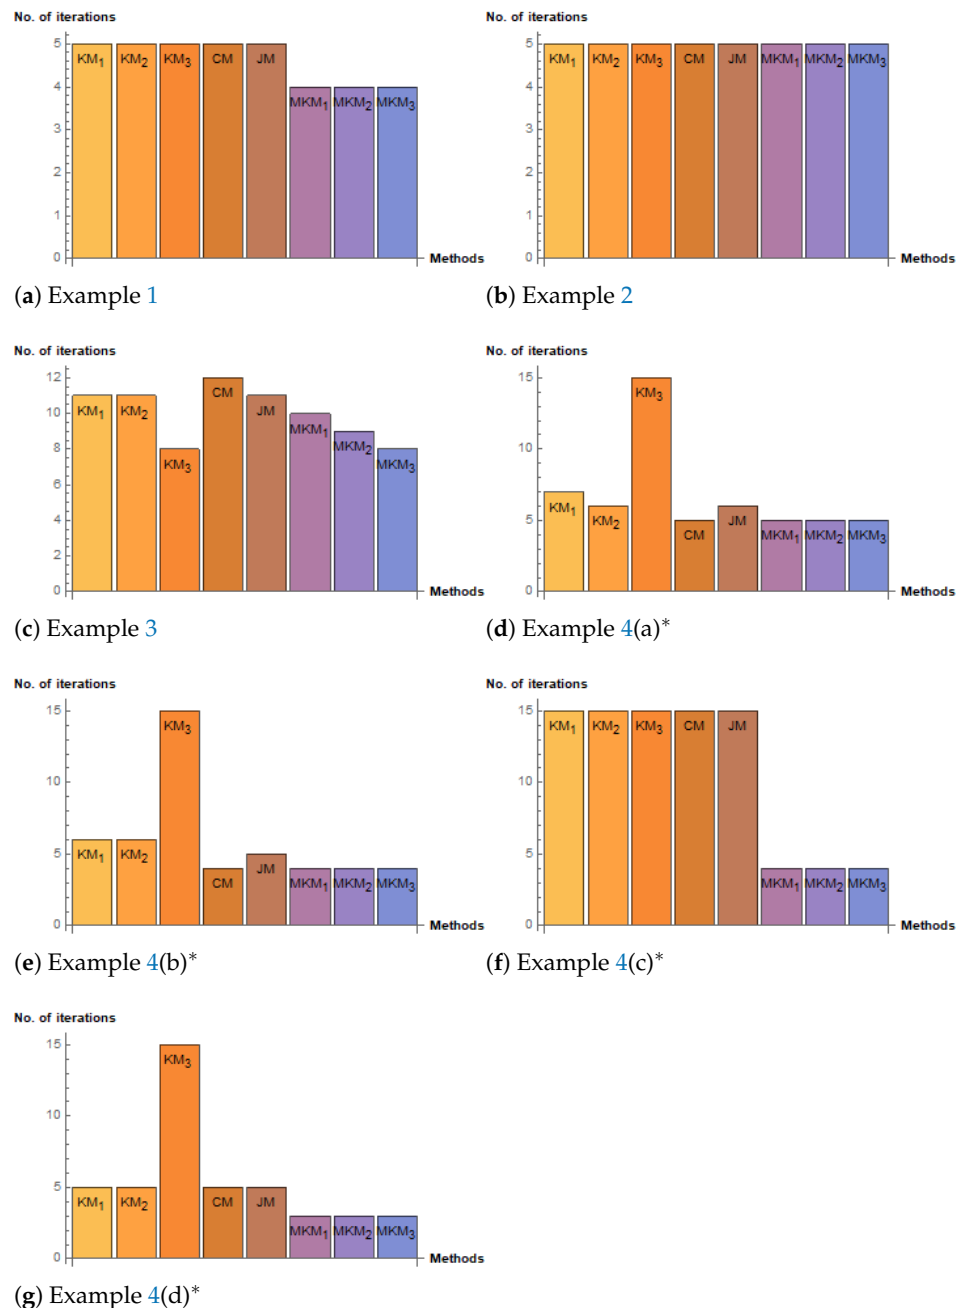 No. of iterations No. of iterations
5 5
KM1 KM2 KM3 CM JM KM1 KM2 KM3 CM JM MKM1 MKM2 MKM3
4 MKM1 MKM2 MKM3 4
3 3
2 2
1 1
0 Methods 0 Methods
(a) Example 1 (b) Example 2
No. of iterations No. of iterations
12 15
CM KM3
KM1 KM2 JM
10 MKM1 10
MKM2
8 KM3 MKM3
6 KM1
KM2 JM
4 5 CM MKM1 MKM2 MKM3
2
0 Methods 0 Methods
(c) Example 3 (d) Example 4(a)*
No. of iterations No. of iterations
15 15
KM3 KM1 KM2 KM3 CM JM
10 10
5 5
KM1 KM2 JM
CM MKM1 MKM2 MKM3 MKM1 MKM2 MKM3
0 Methods 0 Methods
(e) Example 4(b)* (f) Example 4(c)*
No. of iterations
15
KM3
10
5
KM1 KM2 CM JM
MKM1 MKM2 MKM3
0 Methods
(g) Example 4(d)*